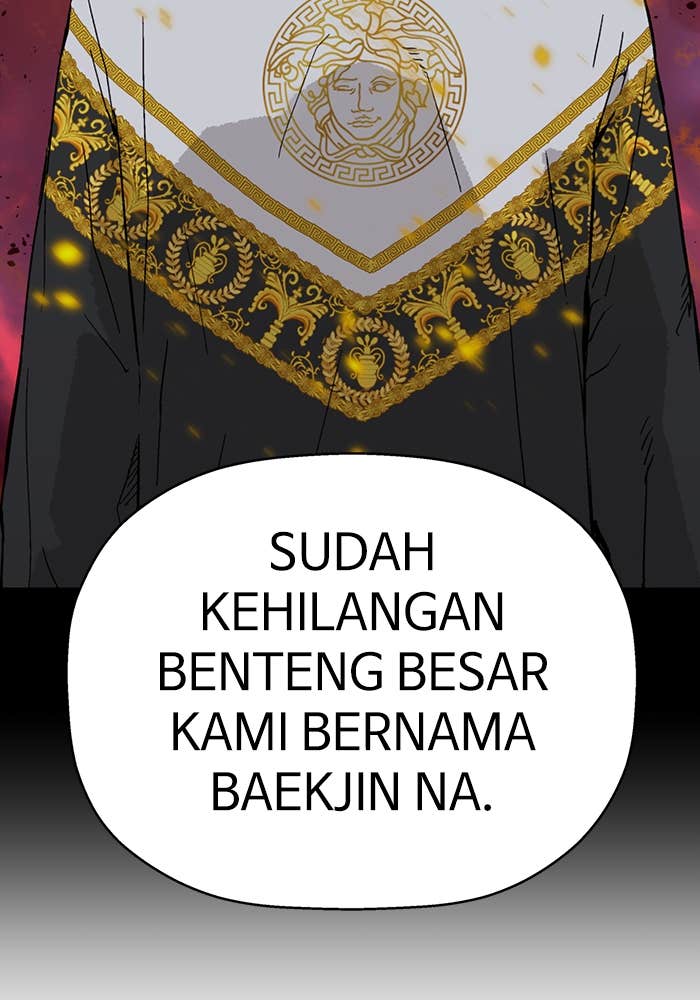 SUDAH
KEHILANGAN
BENTENG BESAR
KAMI BERNAMA
BAEKJIN NA.